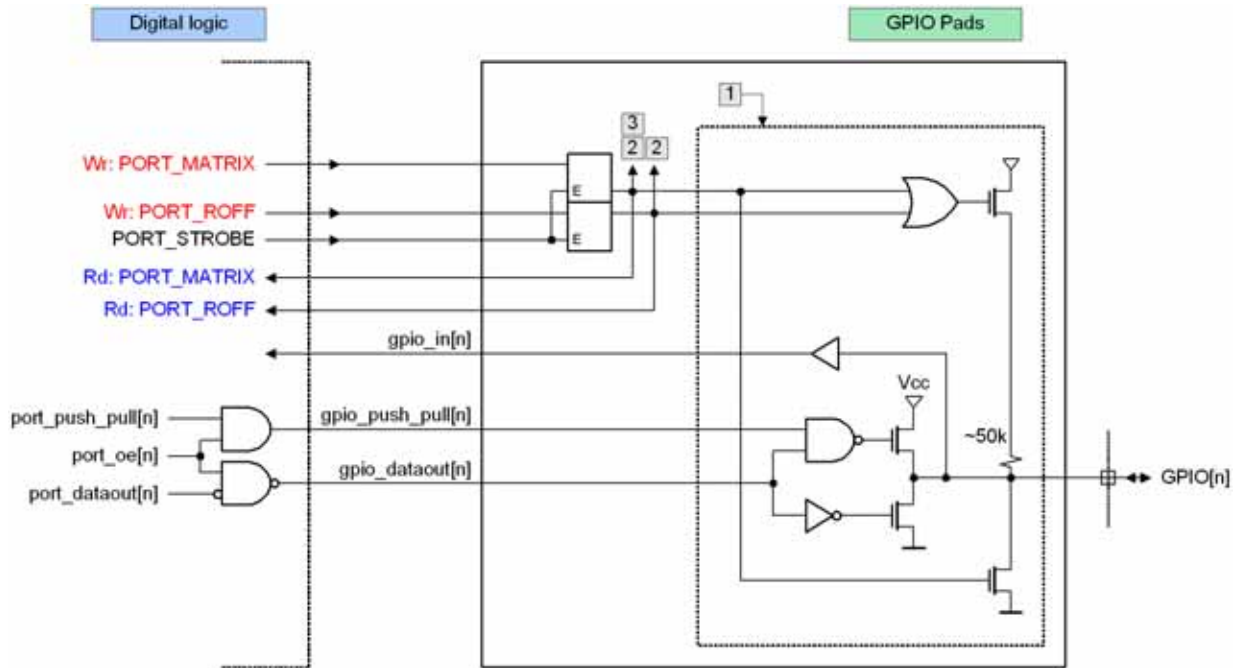 Digital logic
GPIO Pads
1
3
2
2
Wr: PORT_MATRIX
E
Wr: PORT_ROFF
PORT_STROBE
E
Rd: PORT_MATRIX
Rd: PORT_ROFF
gpio_in[n]
Vcc
port_push_pull[n]
gpio_push_pull[n]
~50k
port_oe[n]
gpio_dataout[n]
GPIO[n]
port_dataout[n]